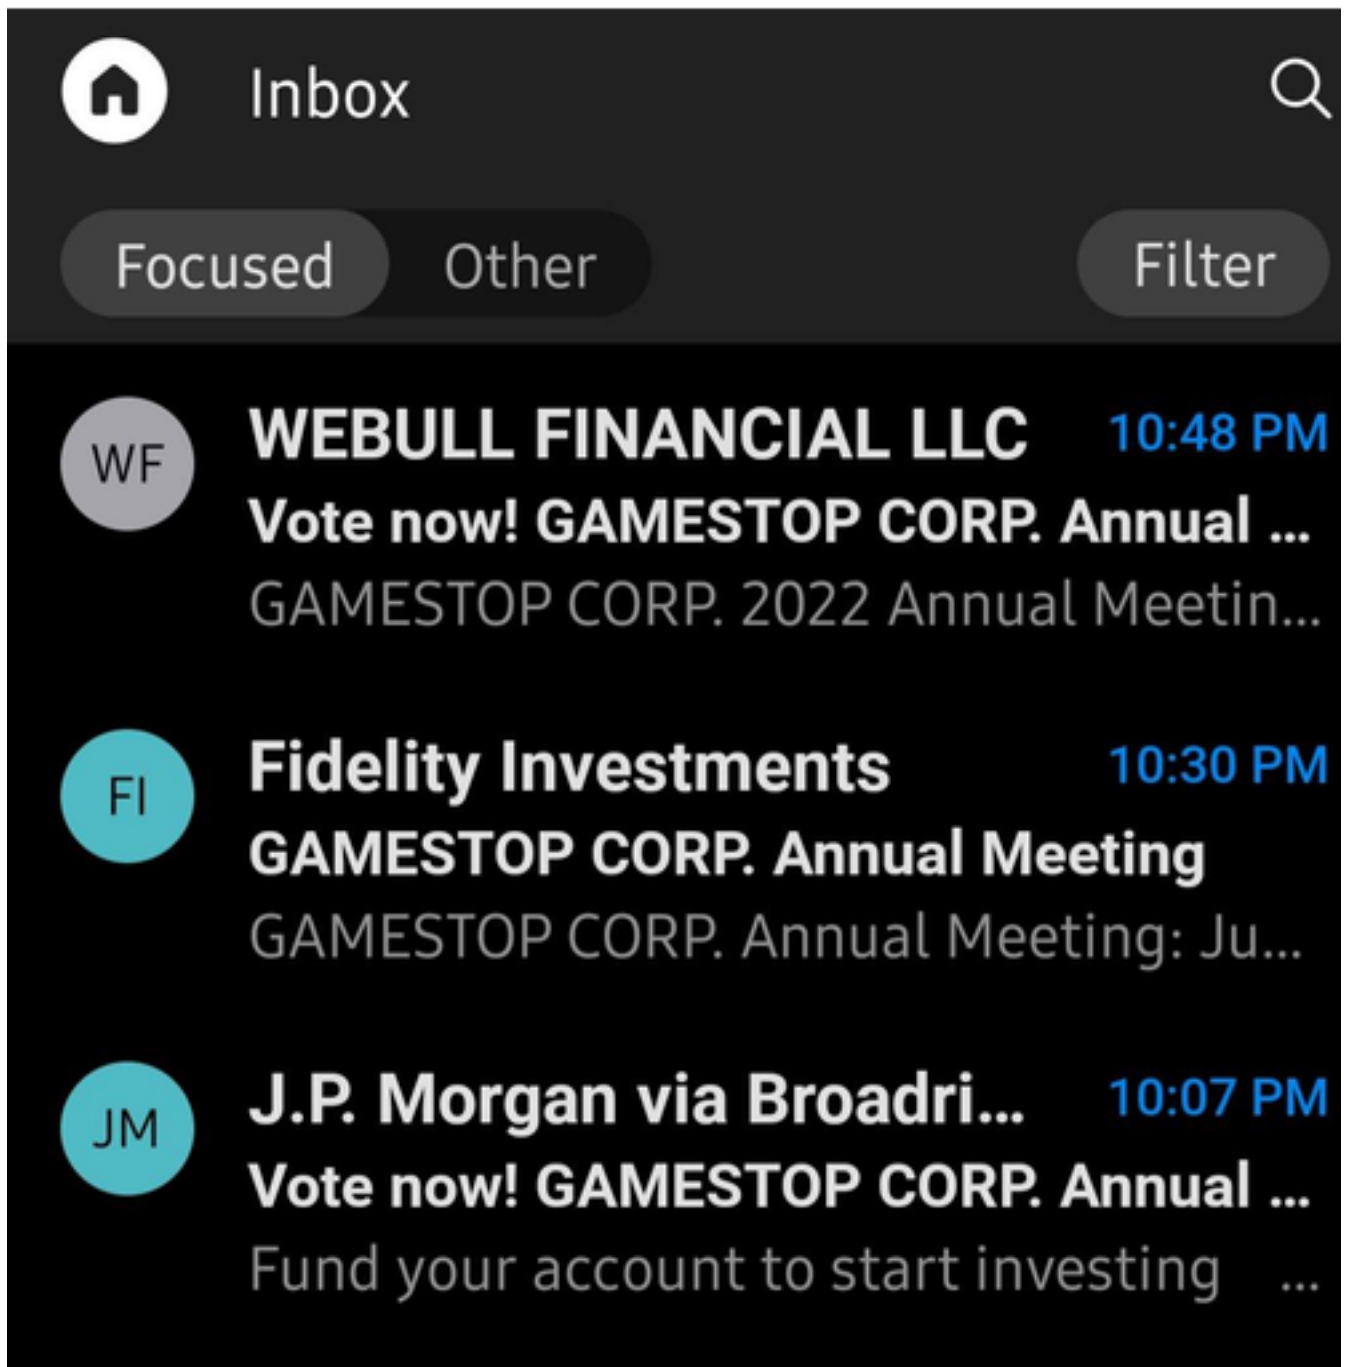 Inbox
Focused Other Filter
WF WEBULL FINANCIAL LLC 10:48 PM
Vote now! GAMESTOP CORP. Annual ...
GAMESTOP CORP. 2022 Annual Meetin...
FI Fidelity Investments 10:30 PM
GAMESTOP CORP. Annual Meeting
GAMESTOP CORP. Annual Meeting: Ju...
JM J.P. Morgan via Broadri... 10:07 PM
Vote now! GAMESTOP CORP. Annual ...
Fund your account to start investing ...